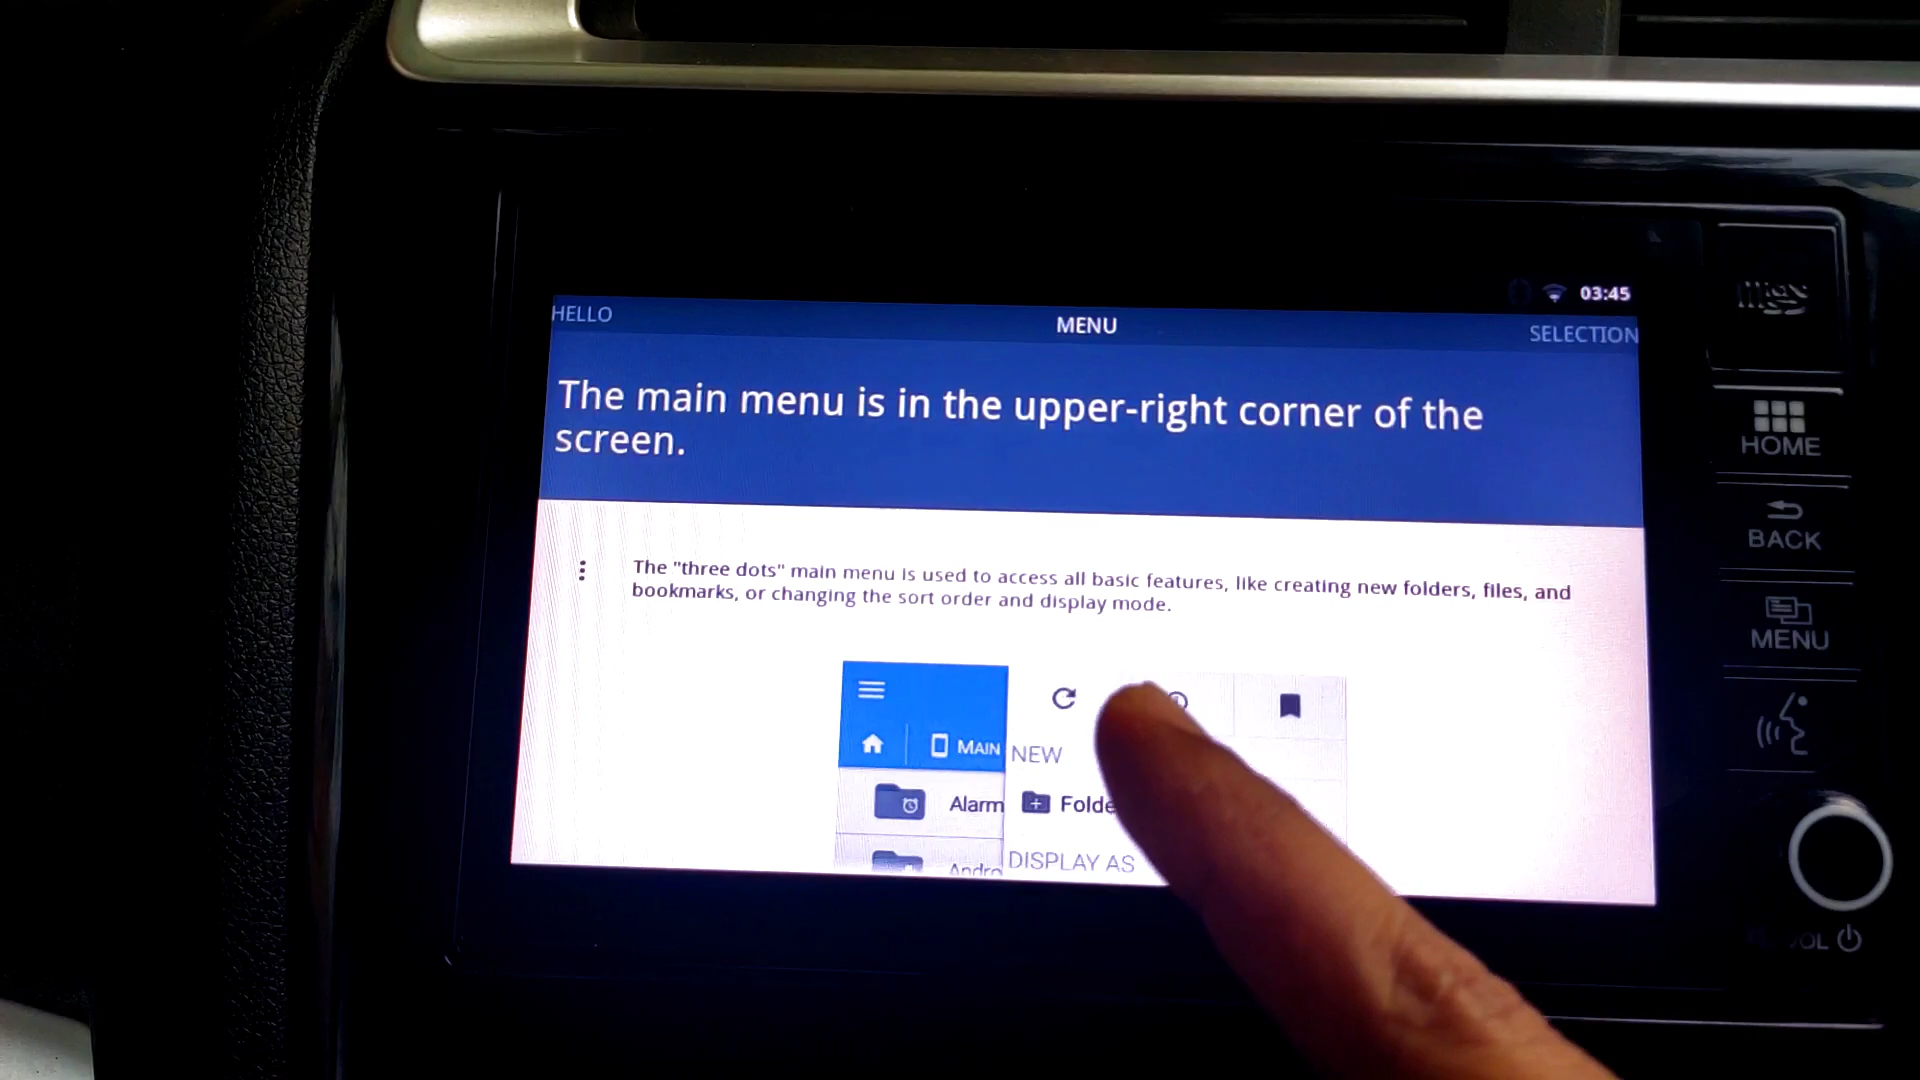 03:45
HELLO
MENU
SELECTION
The main menu is in the upper-right corner of the
screen.
The "three dots" main menu is used to access all basic features, like creating new folders, files, and
bookmarks, or changing the sort order and display mode.
MAIN
NEW
Alarm
Folde
DISPLAY AS
Andro
HOME
BACK
MENU